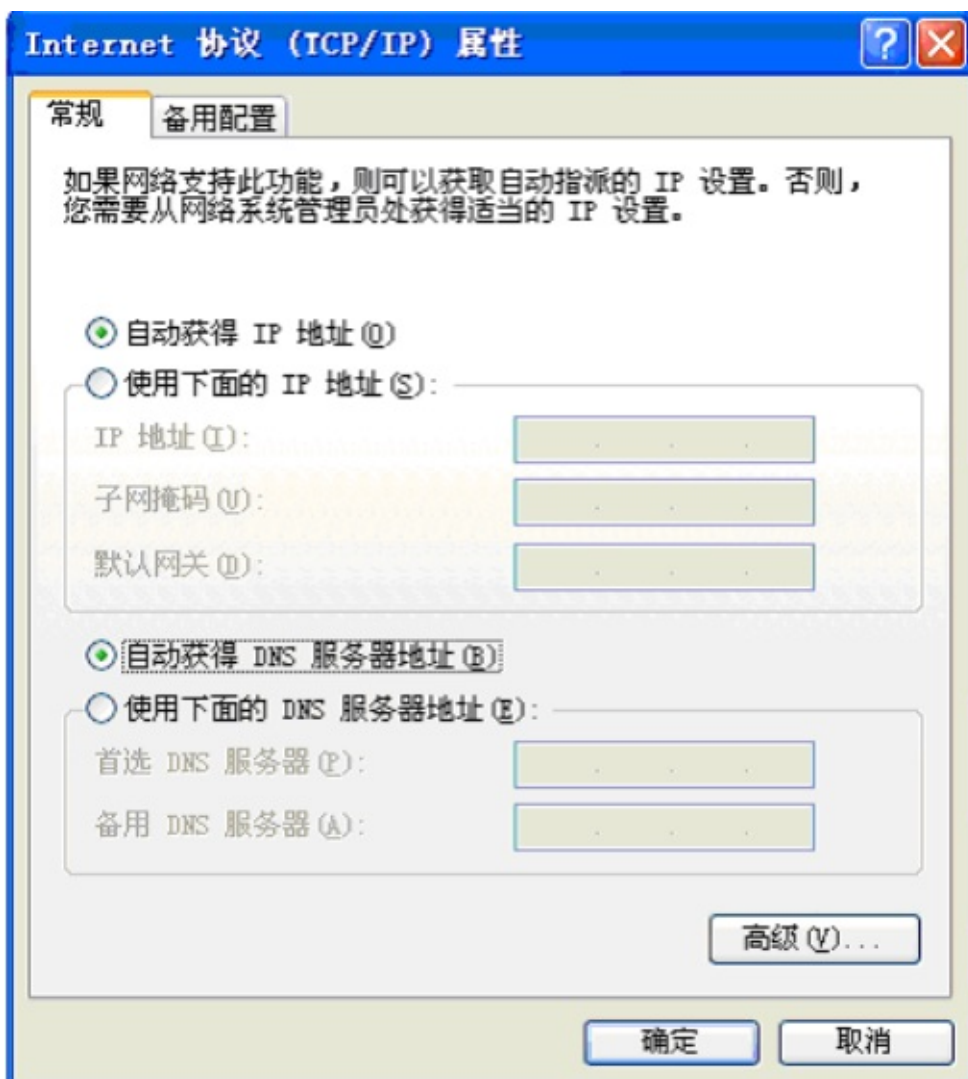 Internet 协议 (TCP/IP) 属性
常规
备用配置
如果网络支持此功能，则可以获取自动指派的 IP 设置。否则，
您需要从网络系统管理员处获得适当的 IP 设置。
自动获得 IP 地址(O)
使用下面的 IP 地址(S):
IP 地址(I):
子网掩码(U):
默认网关(D):
自动获得 DNS 服务器地址(B)
使用下面的 DNS 服务器地址(E):
首选 DNS 服务器(P):
备用 DNS 服务器(A):
高级(V)...
确定
取消